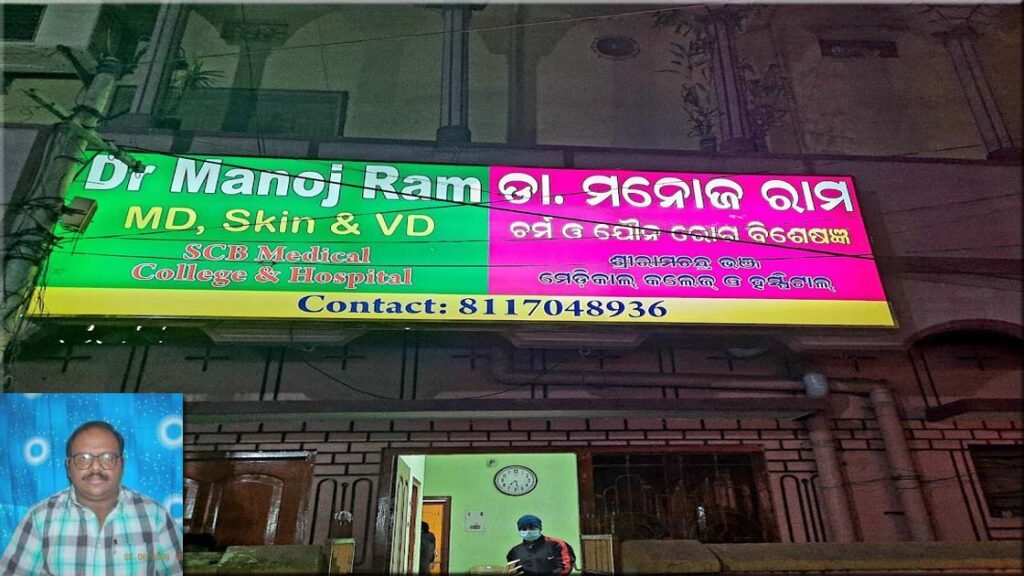 Dr Manoj Ram
MD, Skin & VD
SCB Medical
College & Hospital
ଡା. ମନୋଜ ରାମ
ଚର୍ମ ଓ ଯୌନ ରୋଗ ବିଶେଷଜ୍ଞ
ଶ୍ରୀରାମଚନ୍ଦ୍ର ଭଞ୍ଜ
ମେଡ଼ିକାଲ୍ କଲେଜ୍ ଓ ହସ୍ପିଟାଲ୍
Contact: 8117048936